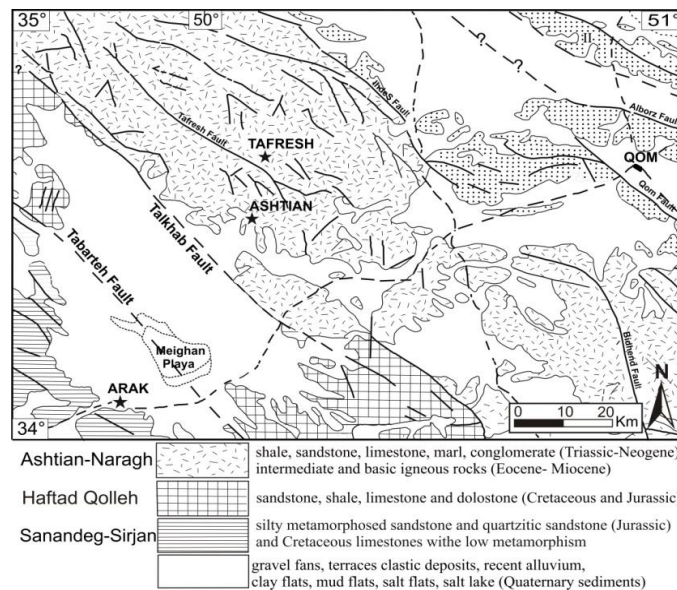 35° 50° 51°
?
?
?
II
I
IndeS Fault
Alborz Faul
Tafresh Fault
TAFRESH
QOM
Qom Fault
ASHTIAN
Talkhab Fault
Tabarteh Fault
Meighan
Playa
Bidhend Fault
ARAK
N
34°
0 10 20
Km
Ashtian-Naragh
shale, sandstone, limestone, marl, conglomerate (Triassic-Neogene)
intermediate and basic igneous rocks (Eocene- Miocene)
Haftad Qolleh
sandstone, shale, limestone and dolostone (Cretaceous and Jurassic)
Sanandeg-Sirjan
silty metamorphosed sandstone and quartzitic sandstone (Jurassic)
and Cretaceous limestones withe low metamorphism
gravel fans, terraces clastic deposits, recent alluvium,
clay flats, mud flats, salt flats, salt lake (Quaternary sediments)